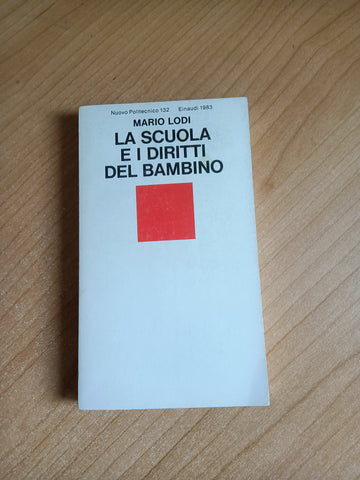 Nuovo Politecnico 132 Einaudi 1983
MARIO LODI
LA SCUOLA
E I DIRITTI
DEL BAMBINO